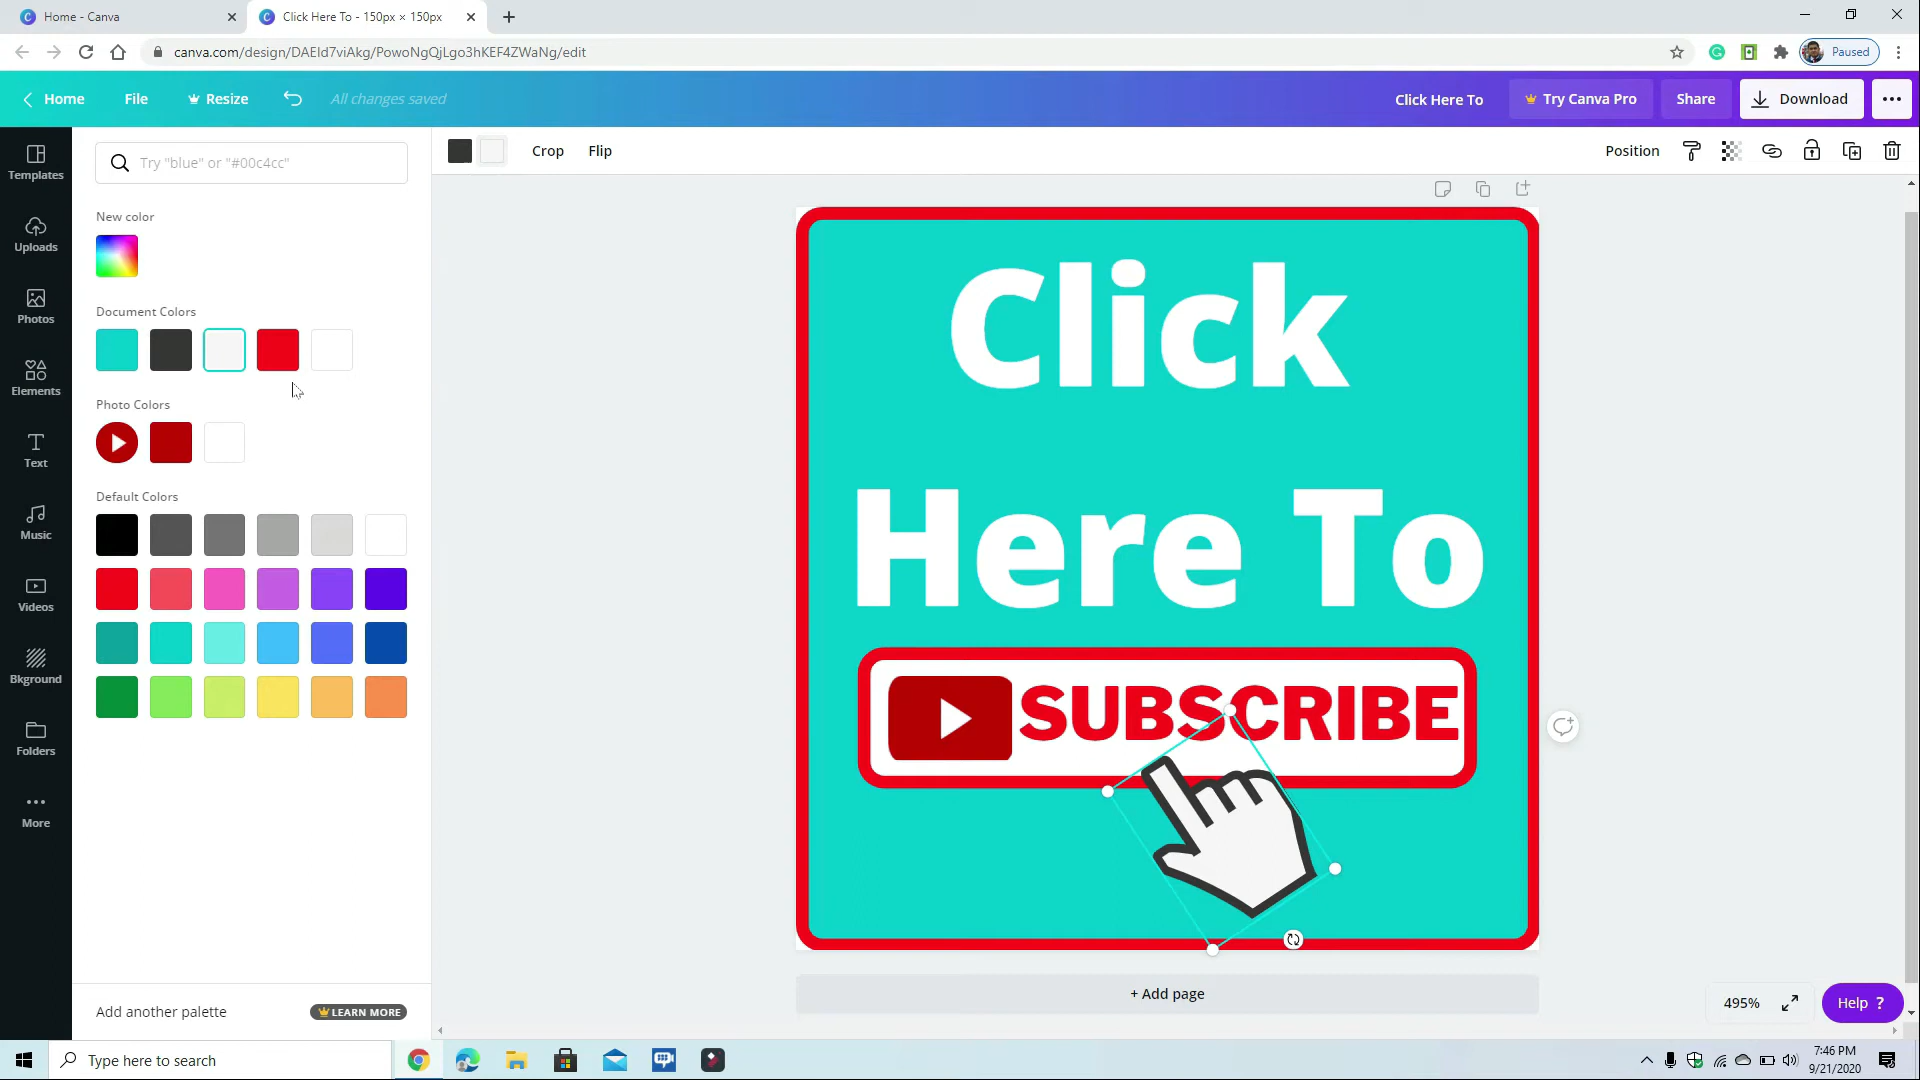 Home - Canva
Click Here To - 150px × 150px
canva.com/design/DAEId7viAkg/PowoNgQjLgo3hKEF4ZWaNg/edit
Paused
Home
File
Resize
All changes saved
Click Here To
Try Canva Pro
Share
Download
Templates
Uploads
Photos
Elements
Text
Music
Videos
Bkground
Folders
More
Try "blue" or "#00c4cc"
New color
Document Colors
Photo Colors
Default Colors
Add another palette
LEARN MORE
Crop
Flip
Position
Click
Here To
SUBSCRIBE
+ Add page
495%
Help ?
Type here to search
7:46 PM
9/21/2020